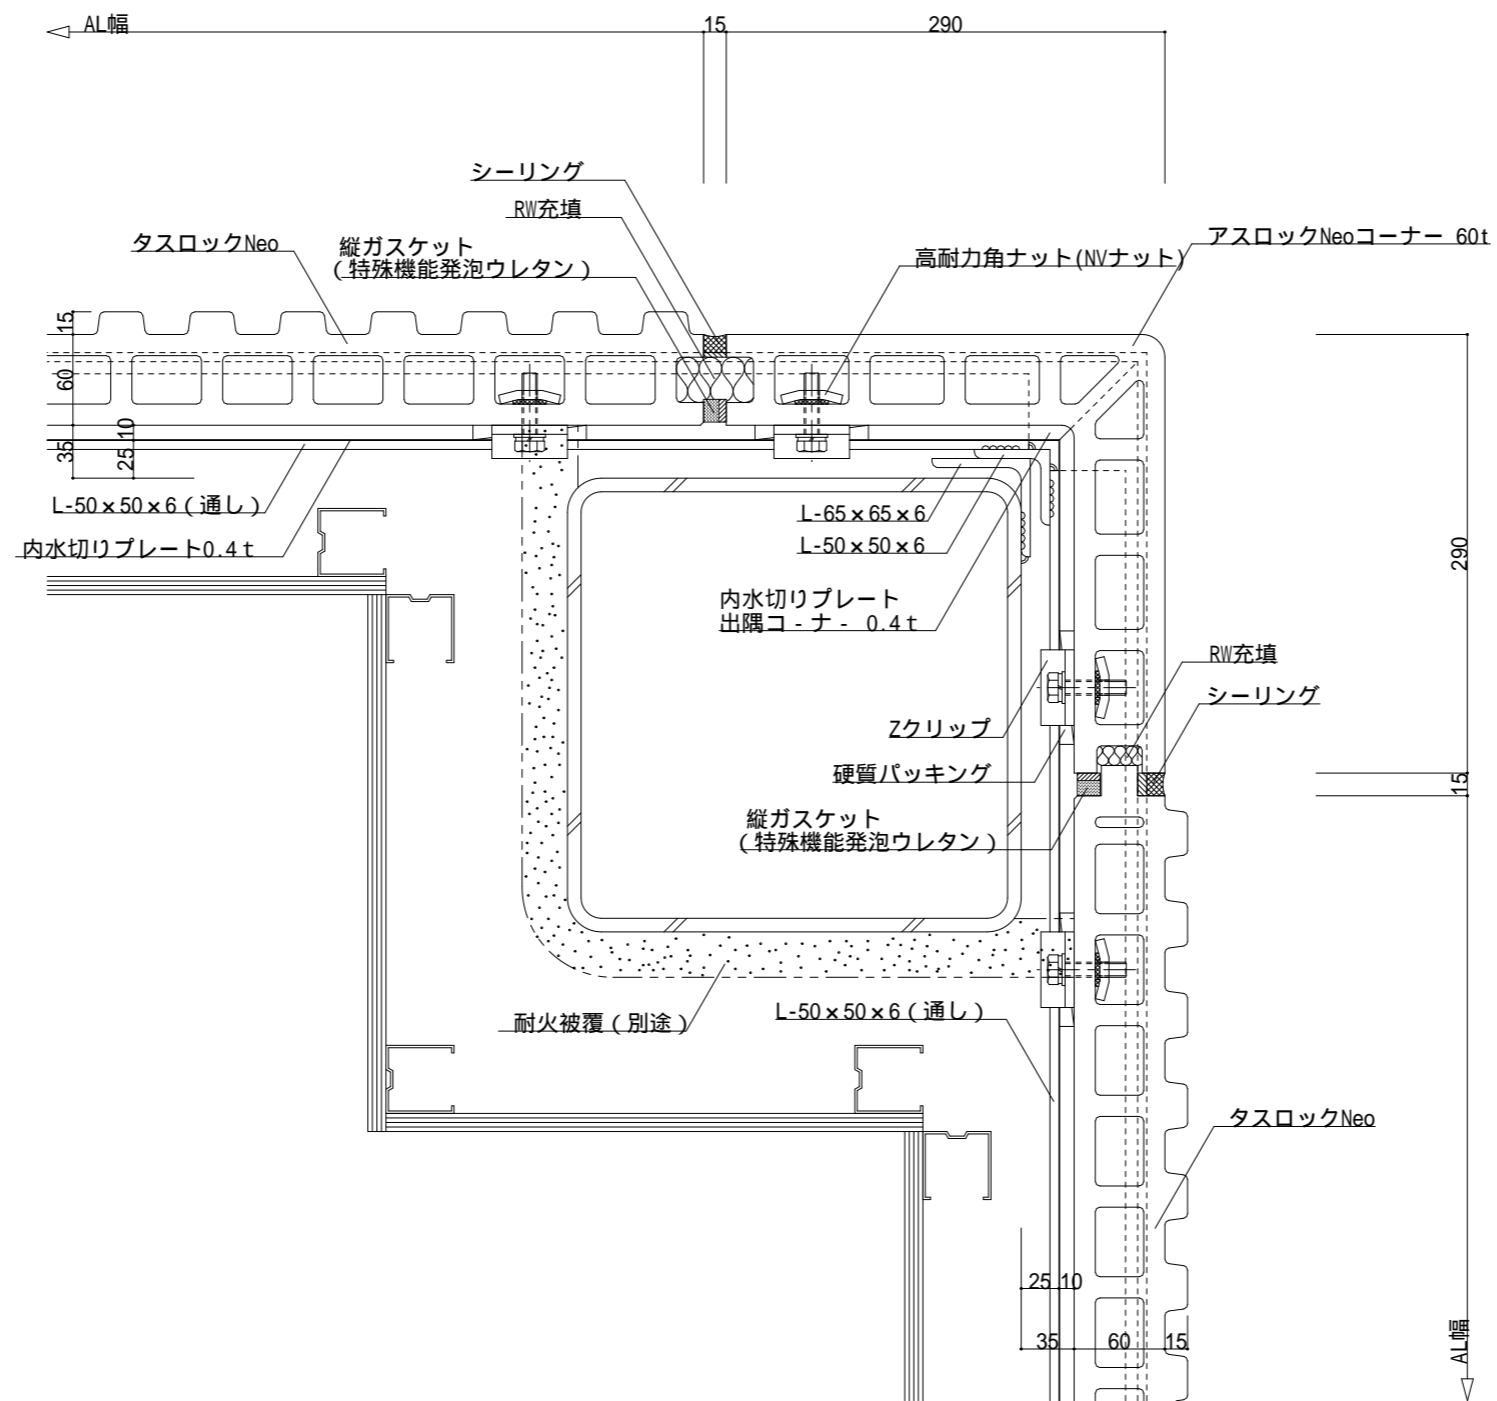 AL幅
15
290
シーリング
RW充填
タスロックNeo
縦ガスケット
(特殊機能発泡ウレタン)
高耐力角ナット(NVナット)
アスロックNeoコーナー 60t
15
60
10
35
25
L-50×50×6(通し)
内水切りプレート0.4t
L-65×65×6
L-50×50×6
内水切りプレート
出隅コ-ナ- 0.4t
290
RW充填
シーリング
Zクリップ
硬質パッキング
15
縦ガスケット
(特殊機能発泡ウレタン)
L-50×50×6(通し)
耐火被覆(別途)
タスロックNeo
25 10
35 60 15
AL幅